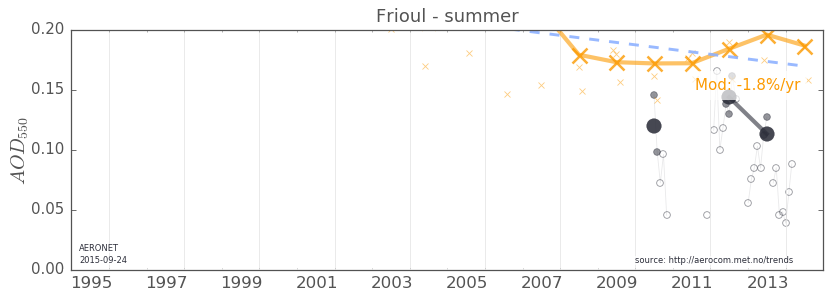 Frioul - summer
0.20
0.15
0.10
0.05
0.00
AOD550
Mod: -1.8%/yr
AERONET
2015-09-24
source: http://aerocom.met.no/trends
1995 1997 1999 2001 2003 2005 2007 2009 2011 2013